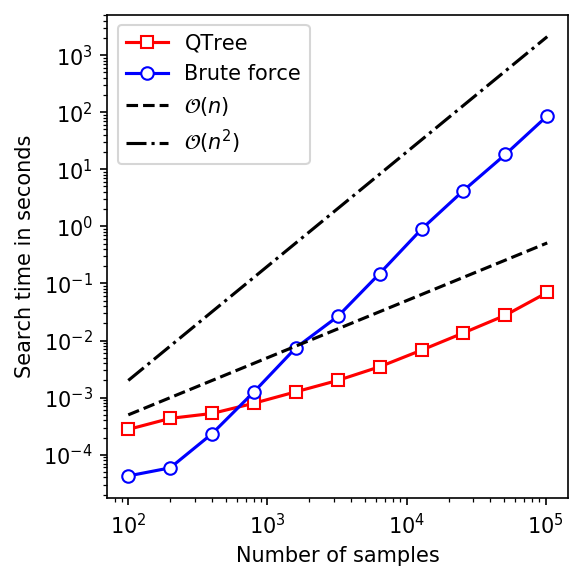 QTree
Brute force
𝒪(n)
𝒪(n²)
10³
10²
10¹
10⁰
10⁻¹
10⁻²
10⁻³
10⁻⁴
Search time in seconds
10² 10³ 10⁴ 10⁵
Number of samples